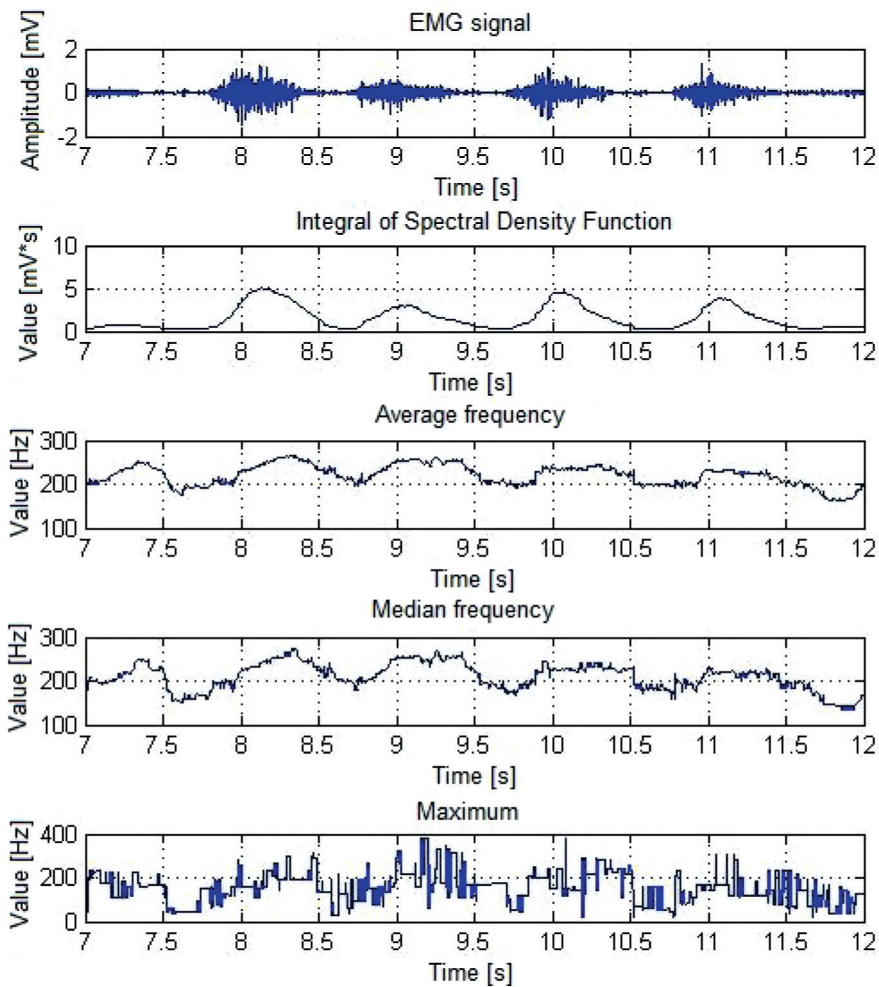 EMG signal
Amplitude [mV]
2
0
-2
7 7.5 8 8.5 9 9.5 10 10.5 11 11.5 12
Time [s]
Integral of Spectral Density Function
Value [mV*s]
10
5
0
7 7.5 8 8.5 9 9.5 10 10.5 11 11.5 12
Time [s]
Average frequency
Value [Hz]
300
200
100
7 7.5 8 8.5 9 9.5 10 10.5 11 11.5 12
Time [s]
Median frequency
Value [Hz]
300
200
100
7 7.5 8 8.5 9 9.5 10 10.5 11 11.5 12
Time [s]
Maximum
Value [Hz]
400
200
0
7 7.5 8 8.5 9 9.5 10 10.5 11 11.5 12
Time [s]